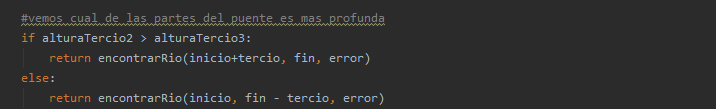 #vemos cual de las partes del puente es mas profunda
if alturaTercio2 > alturaTercio3:
    return encontrarRio(inicio+tercio, fin, error)
else:
    return encontrarRio(inicio, fin - tercio, error)